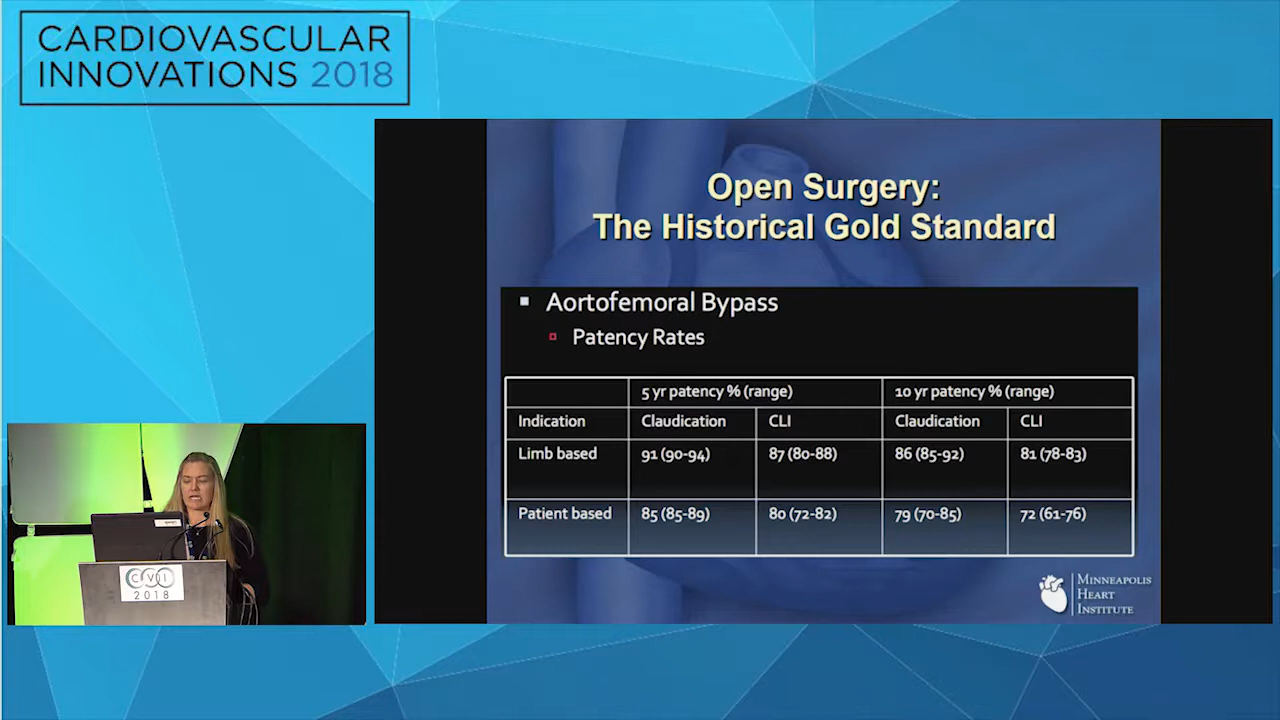 CARDIOVASCULAR
INNOVATIONS 2018
Open Surgery:
The Historical Gold Standard
Aortofemoral Bypass
Patency Rates
5 yr patency % (range) 10 yr patency % (range)
Indication Claudication CLI Claudication CLI
Limb based 91 (90-94) 87 (80-88) 86 (85-92) 81 (78-83)
Patient based 85 (85-89) 80 (72-82) 79 (70-85) 72 (61-76)
MINNEAPOLIS
HEART
INSTITUTE
CVI
2018